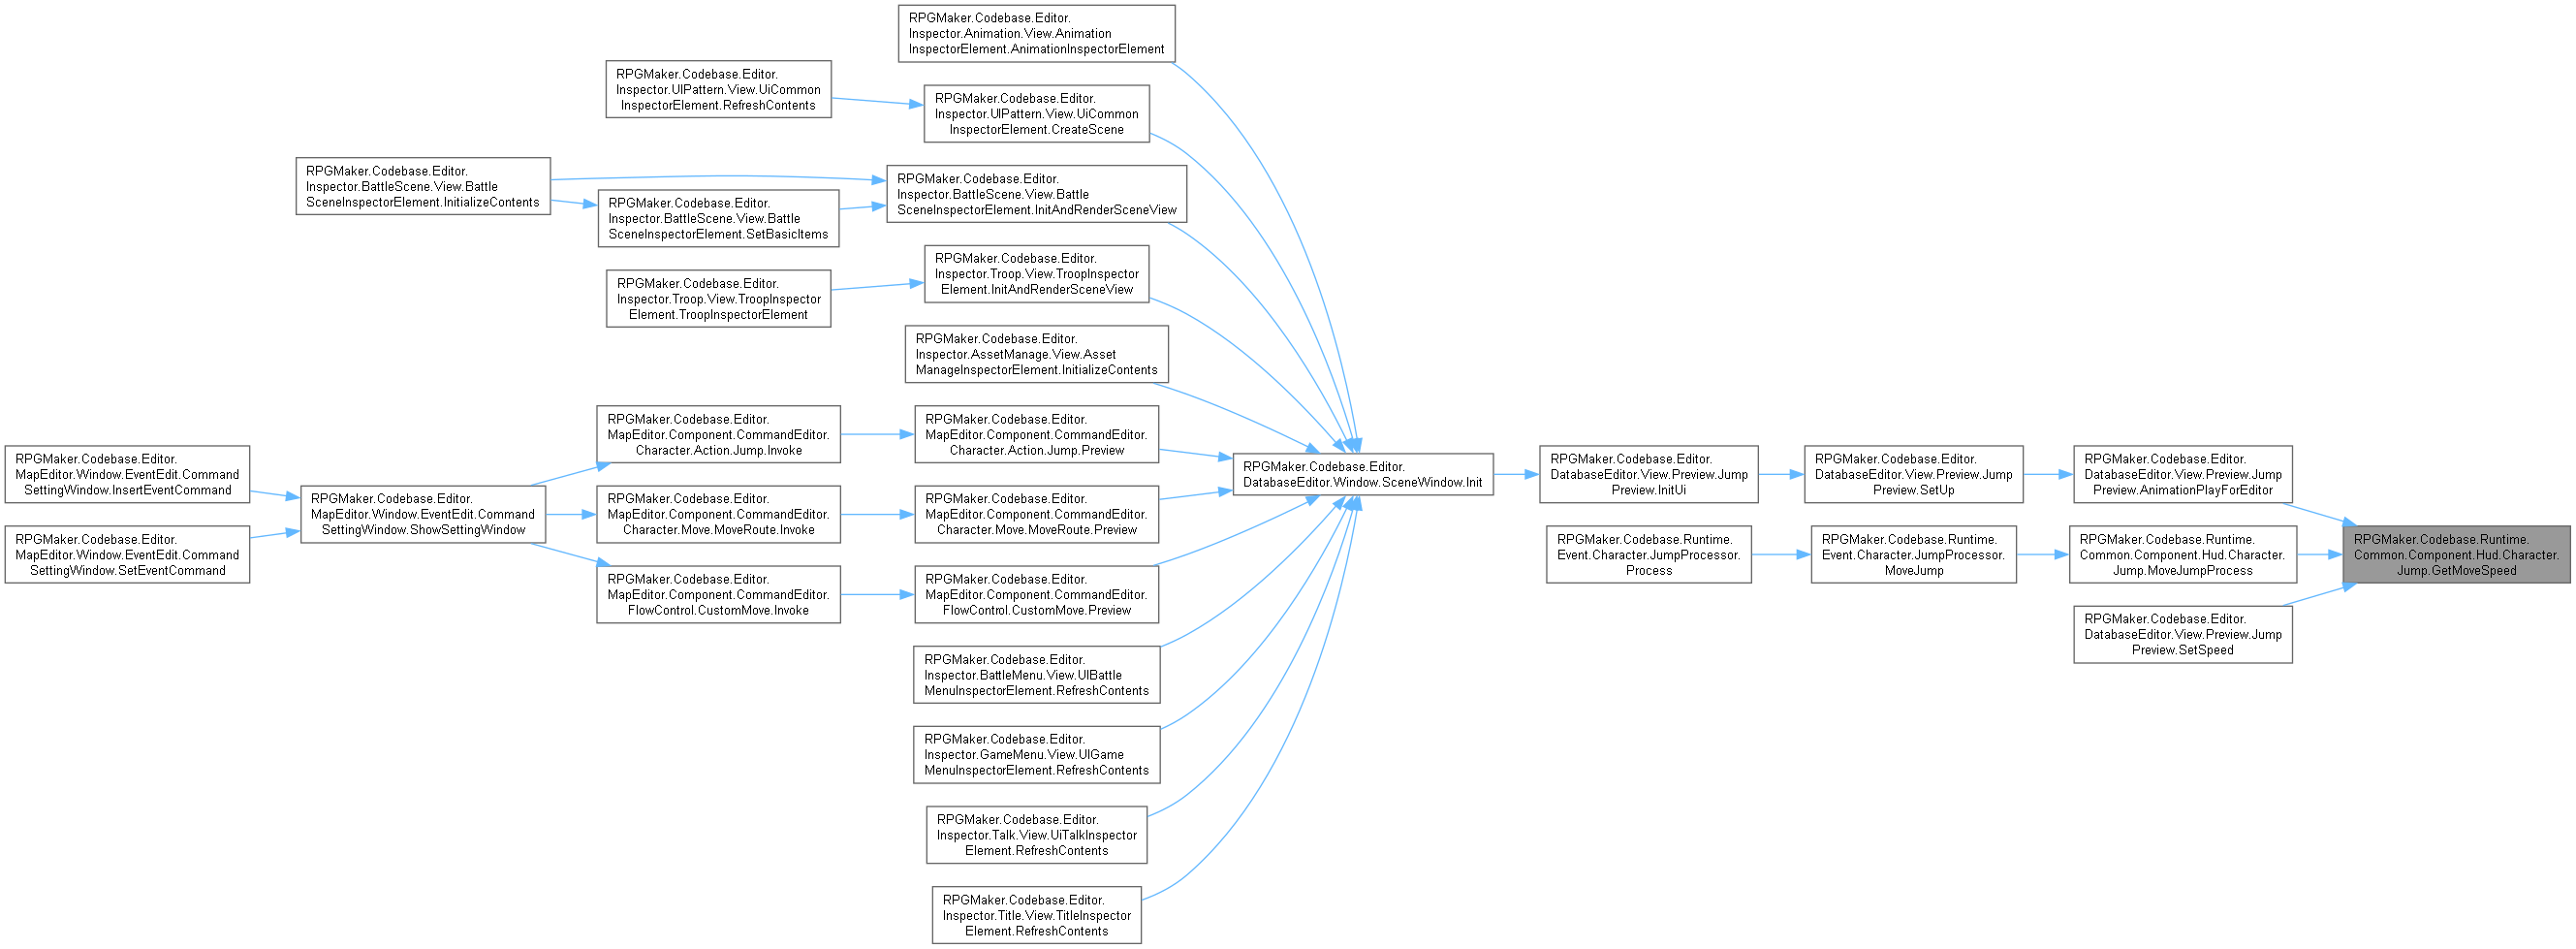 RPGMaker.Codebase.Editor.
Inspector.Animation.View.Animation
InspectorElement.AnimationInspectorElement
RPGMaker.Codebase.Editor.
Inspector.UIPattern.View.UiCommon
InspectorElement.RefreshContents
RPGMaker.Codebase.Editor.
Inspector.UIPattern.View.UiCommon
InspectorElement.CreateScene
RPGMaker.Codebase.Editor.
Inspector.BattleScene.View.Battle
SceneInspectorElement.InitializeContents
RPGMaker.Codebase.Editor.
Inspector.BattleScene.View.Battle
SceneInspectorElement.SetBasicItems
RPGMaker.Codebase.Editor.
Inspector.BattleScene.View.Battle
SceneInspectorElement.InitAndRenderSceneView
RPGMaker.Codebase.Editor.
Inspector.Troop.View.TroopInspector
Element.TroopInspectorElement
RPGMaker.Codebase.Editor.
Inspector.Troop.View.TroopInspector
Element.InitAndRenderSceneView
RPGMaker.Codebase.Editor.
Inspector.AssetManage.View.Asset
ManageInspectorElement.InitializeContents
RPGMaker.Codebase.Editor.
MapEditor.Window.EventEdit.Command
SettingWindow.InsertEventCommand
RPGMaker.Codebase.Editor.
MapEditor.Window.EventEdit.Command
SettingWindow.SetEventCommand
RPGMaker.Codebase.Editor.
MapEditor.Window.EventEdit.Command
SettingWindow.ShowSettingWindow
RPGMaker.Codebase.Editor.
MapEditor.Component.CommandEditor.
Character.Action.Jump.Invoke
RPGMaker.Codebase.Editor.
MapEditor.Component.CommandEditor.
Character.Action.Jump.Preview
RPGMaker.Codebase.Editor.
MapEditor.Component.CommandEditor.
Character.Move.MoveRoute.Invoke
RPGMaker.Codebase.Editor.
MapEditor.Component.CommandEditor.
Character.Move.MoveRoute.Preview
RPGMaker.Codebase.Editor.
MapEditor.Component.CommandEditor.
FlowControl.CustomMove.Invoke
RPGMaker.Codebase.Editor.
MapEditor.Component.CommandEditor.
FlowControl.CustomMove.Preview
RPGMaker.Codebase.Editor.
Inspector.BattleMenu.View.UIBattle
MenuInspectorElement.RefreshContents
RPGMaker.Codebase.Editor.
Inspector.GameMenu.View.UIGame
MenuInspectorElement.RefreshContents
RPGMaker.Codebase.Editor.
Inspector.Talk.View.UiTalkInspector
Element.RefreshContents
RPGMaker.Codebase.Editor.
Inspector.Title.View.TitleInspector
Element.RefreshContents
RPGMaker.Codebase.Editor.
DatabaseEditor.Window.SceneWindow.Init
RPGMaker.Codebase.Editor.
DatabaseEditor.View.Preview.Jump
Preview.InitUi
RPGMaker.Codebase.Editor.
DatabaseEditor.View.Preview.Jump
Preview.SetUp
RPGMaker.Codebase.Editor.
DatabaseEditor.View.Preview.Jump
Preview.AnimationPlayForEditor
RPGMaker.Codebase.Runtime.
Event.Character.JumpProcessor.
Process
RPGMaker.Codebase.Runtime.
Event.Character.JumpProcessor.
MoveJump
RPGMaker.Codebase.Runtime.
Common.Component.Hud.Character.
Jump.MoveJumpProcess
RPGMaker.Codebase.Runtime.
Common.Component.Hud.Character.
Jump.GetMoveSpeed
RPGMaker.Codebase.Editor.
DatabaseEditor.View.Preview.Jump
Preview.SetSpeed